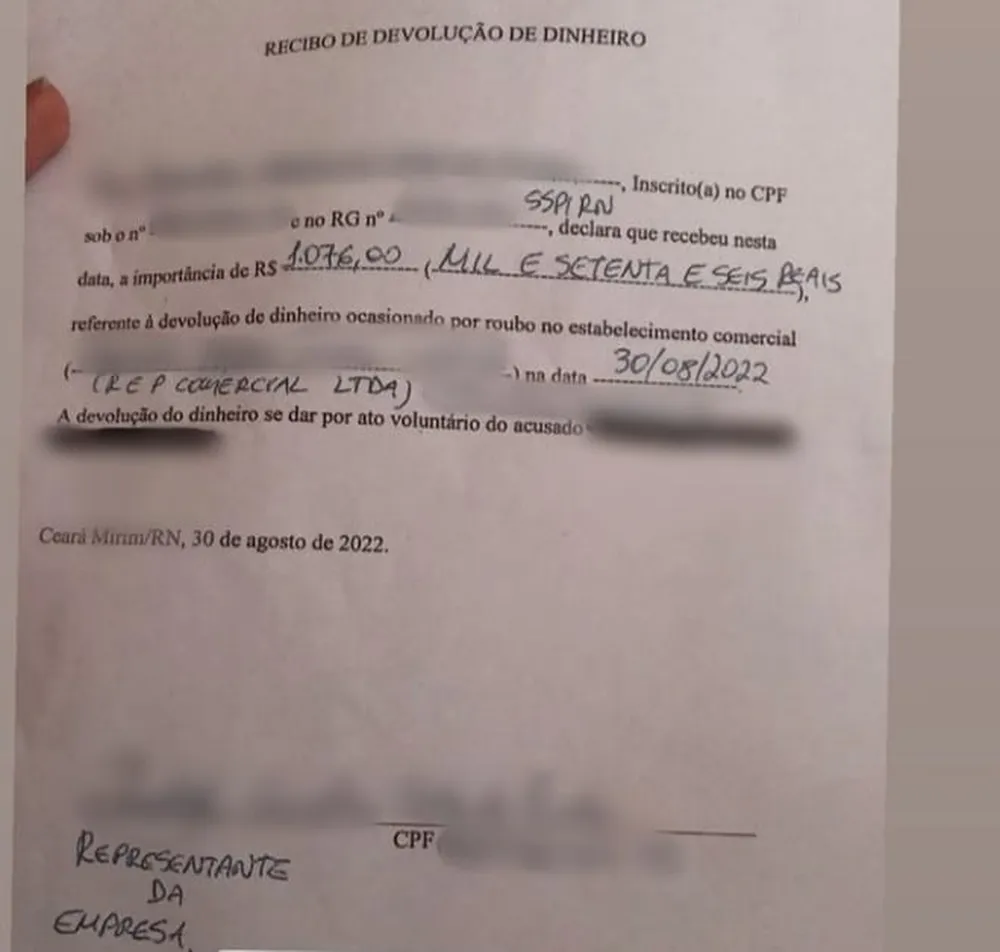 RECIBO DE DEVOLUÇÃO DE DINHEIRO
, Inscrito(a) no CPF
SSP/RN
sob o nº e no RG nº , declara que recebeu nesta
data, a importância de R$ 1.076,00 (MIL E SETENTA E SEIS REAIS),
referente à devolução de dinheiro ocasionado por roubo no estabelecimento comercial
( ) na data 30/08/2022
(R E P COMERCIAL LTDA)
A devolução do dinheiro se dar por ato voluntário do acusado
Ceará Mirim/RN, 30 de agosto de 2022.
CPF
REPRESENTANTE
DA
EMPRESA